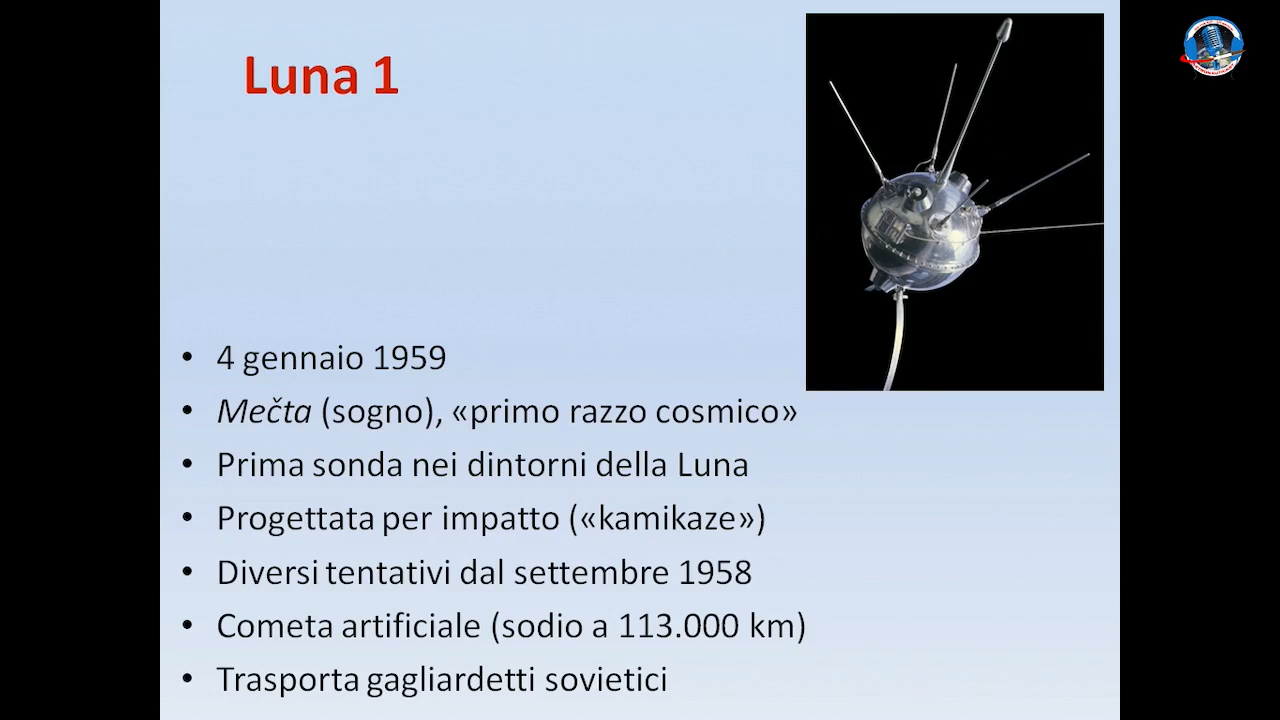 Luna 1
• 4 gennaio 1959
• Mečta (sogno), «primo razzo cosmico»
• Prima sonda nei dintorni della Luna
• Progettata per impatto («kamikaze»)
• Diversi tentativi dal settembre 1958
• Cometa artificiale (sodio a 113.000 km)
• Trasporta gagliardetti sovietici